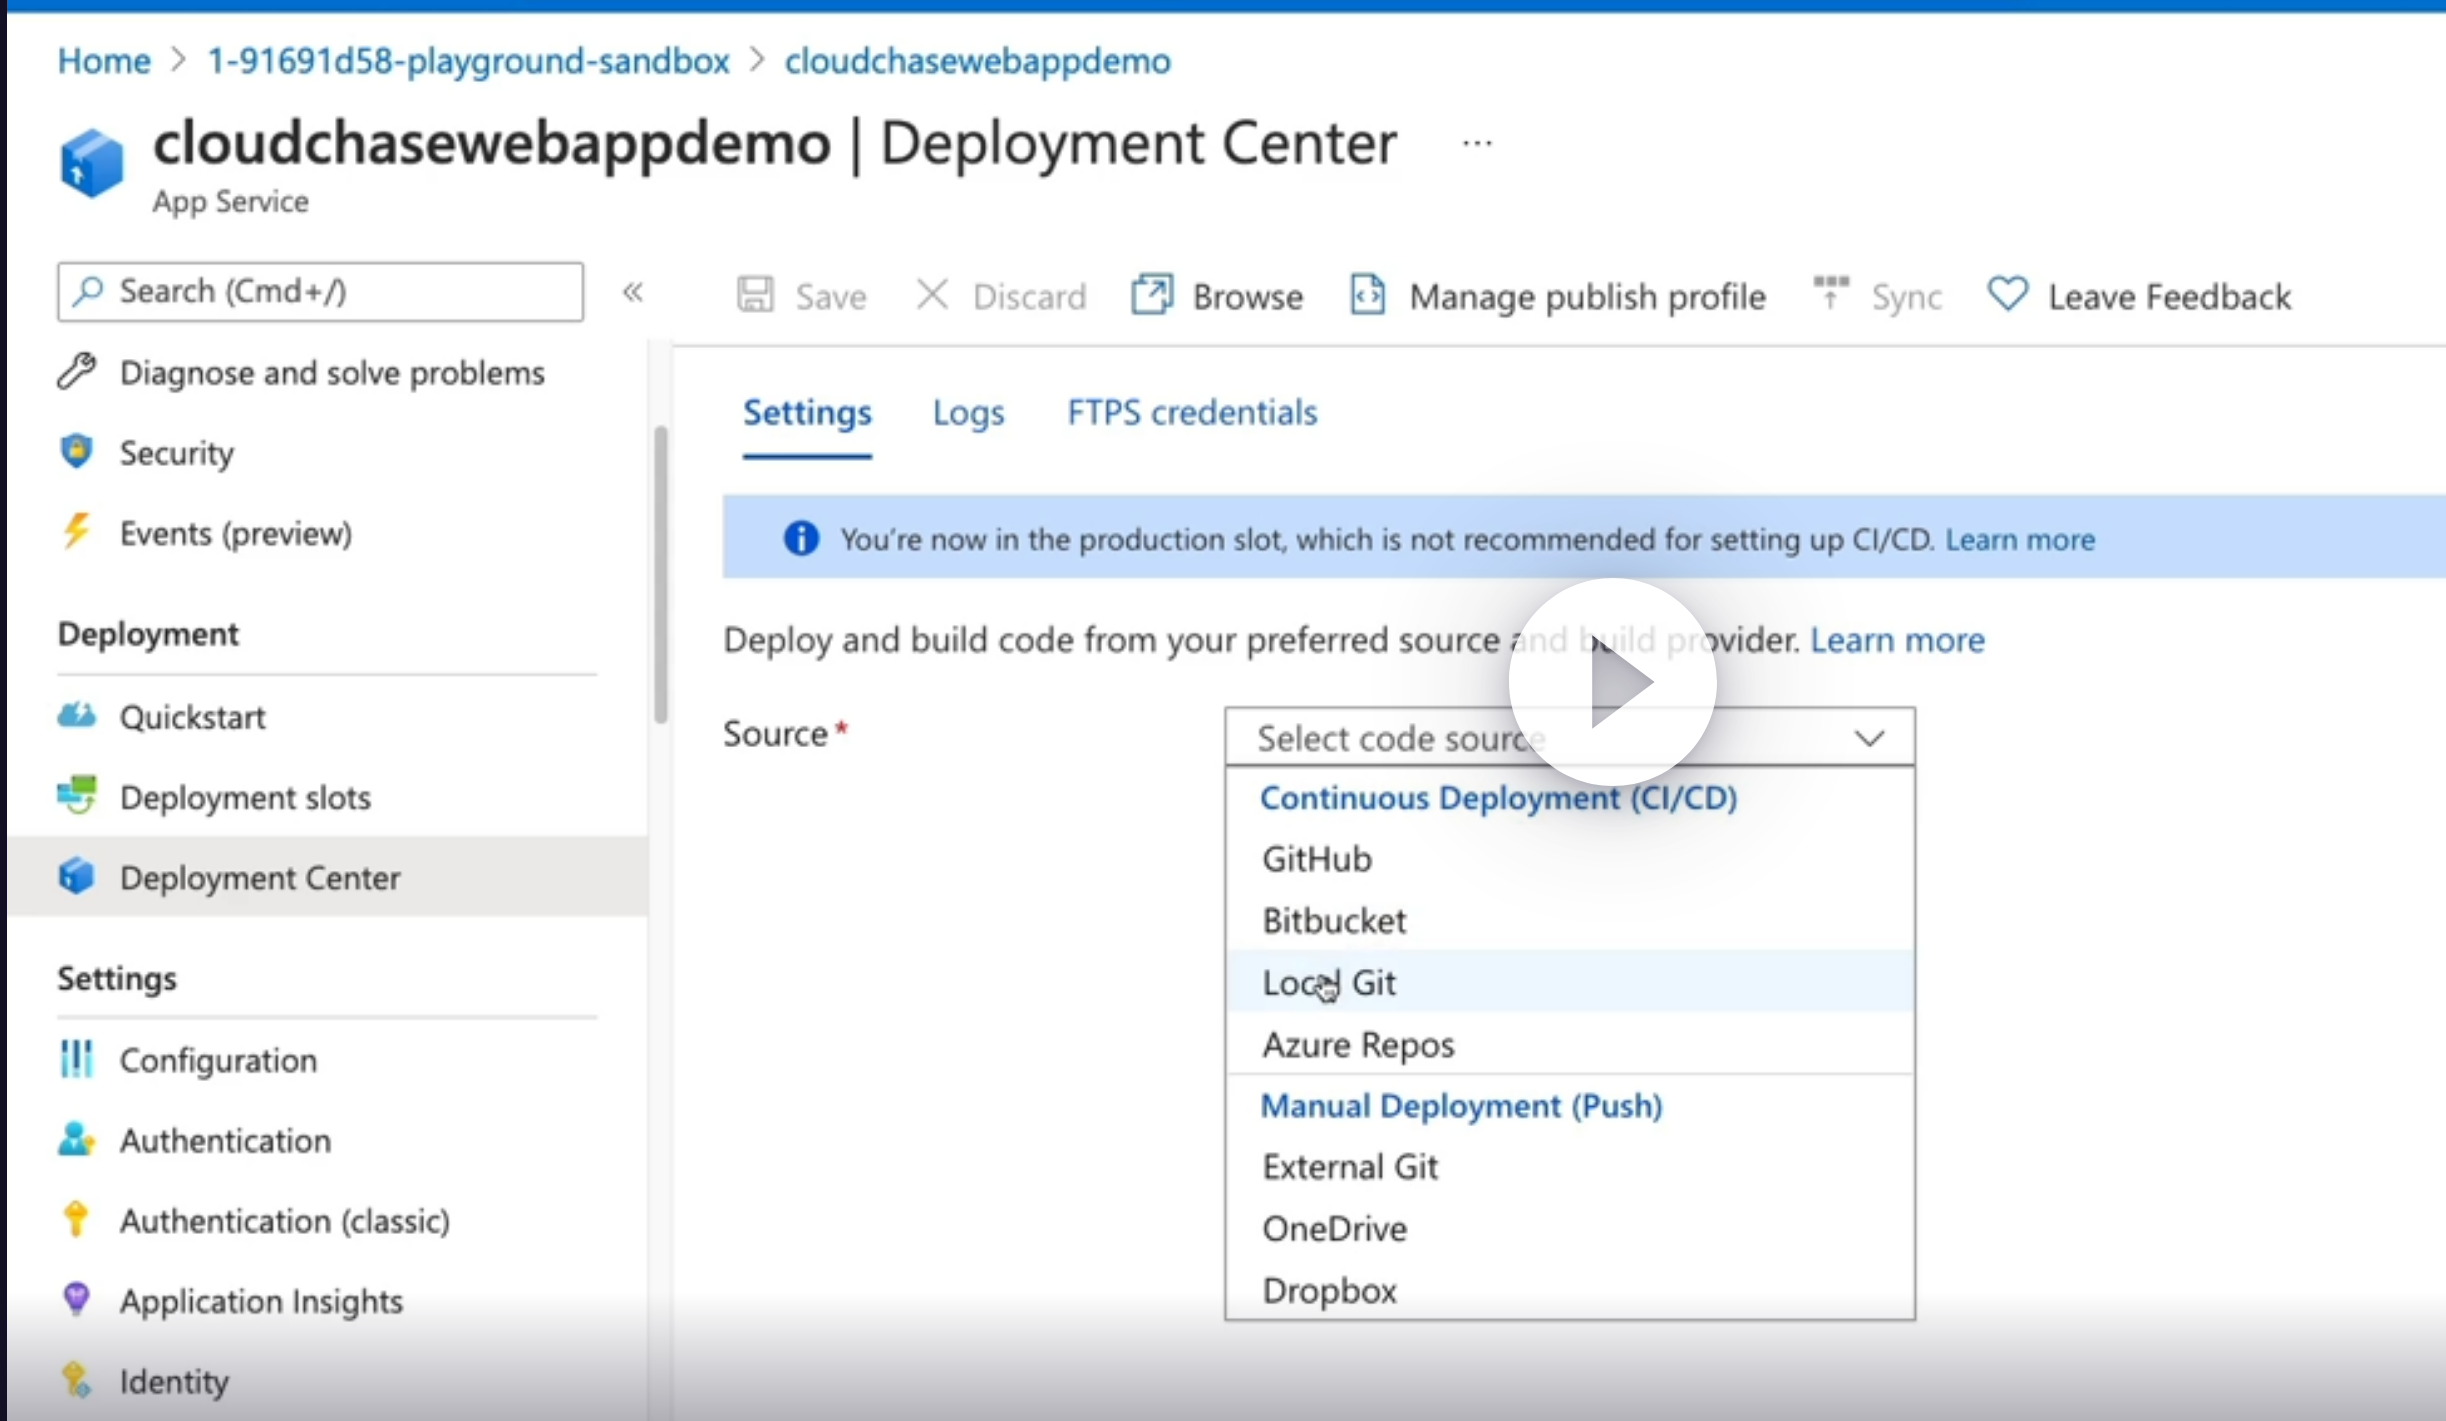 Home > 1-91691d58-playground-sandbox > cloudchasewebappdemo
cloudchasewebappdemo | Deployment Center ...
App Service
Search (Cmd+/) «
Diagnose and solve problems
Security
Events (preview)
Deployment
Quickstart
Deployment slots
Deployment Center
Settings
Configuration
Authentication
Authentication (classic)
Application Insights
Identity
Save Discard Browse Manage publish profile Sync Leave Feedback
Settings Logs FTPS credentials
You're now in the production slot, which is not recommended for setting up CI/CD. Learn more
Deploy and build code from your preferred source and build provider. Learn more
Source*
Select code source
Continuous Deployment (CI/CD)
GitHub
Bitbucket
Local Git
Azure Repos
Manual Deployment (Push)
External Git
OneDrive
Dropbox